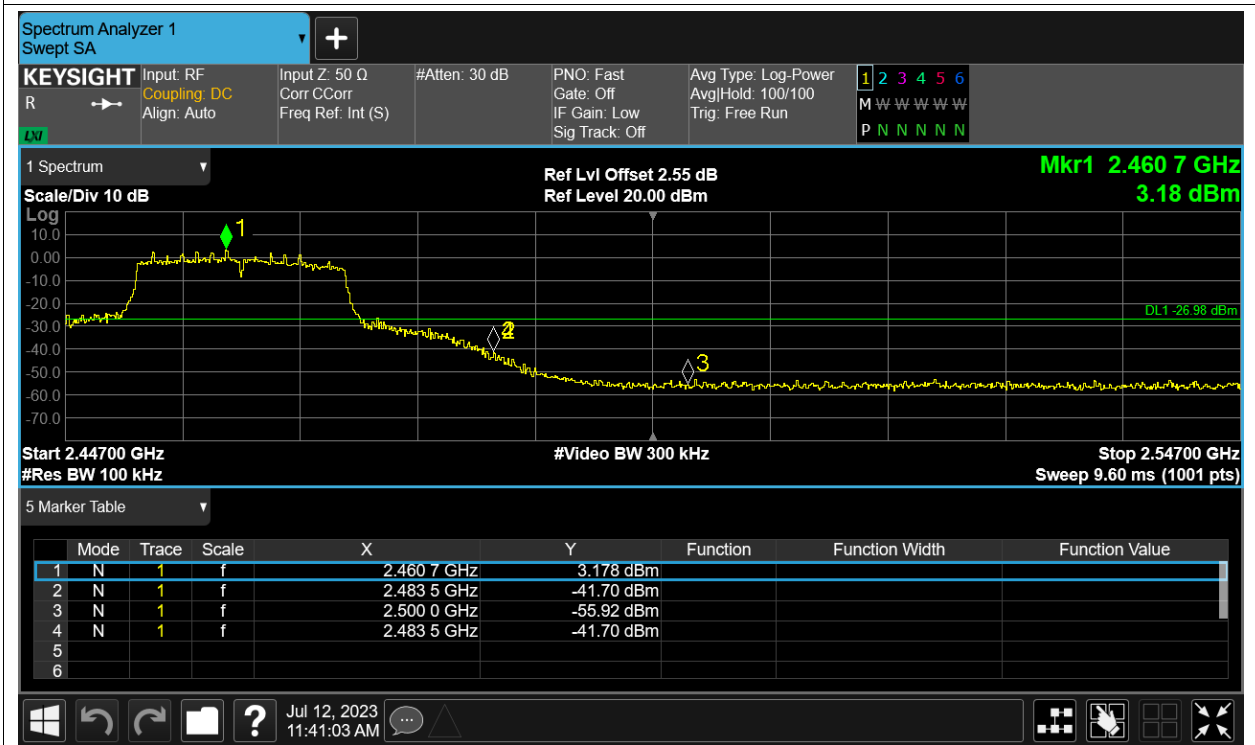 Spectrum Analyzer 1
Swept SA
+
KEYSIGHT Input: RF Input Z: 50 Ω #Atten: 30 dB PNO: Fast Avg Type: Log-Power 1 2 3 4 5 6
R Coupling: DC Corr CCorr Gate: Off Avg|Hold: 100/100 M W W W W W W
Align: Auto Freq Ref: Int (S) IF Gain: Low Trig: Free Run
LXI Sig Track: Off P N N N N N N
1 Spectrum Ref Lvl Offset 2.55 dB Mkr1 2.460 7 GHz
Scale/Div 10 dB Ref Level 20.00 dBm 3.18 dBm
Log
10.0
0.00
-10.0
-20.0
-30.0
-40.0
-50.0
-60.0
-70.0
1
DL1 -26.98 dBm
3
Start 2.44700 GHz #Video BW 300 kHz Stop 2.54700 GHz
#Res BW 100 kHz Sweep 9.60 ms (1001 pts)
5 Marker Table
Mode Trace Scale X Y Function Function Width Function Value
1 N 1 f 2.460 7 GHz 3.178 dBm
2 N 1 f 2.483 5 GHz -41.70 dBm
3 N 1 f 2.500 0 GHz -55.92 dBm
4 N 1 f 2.483 5 GHz -41.70 dBm
5
6
? Jul 12, 2023
11:41:03 AM